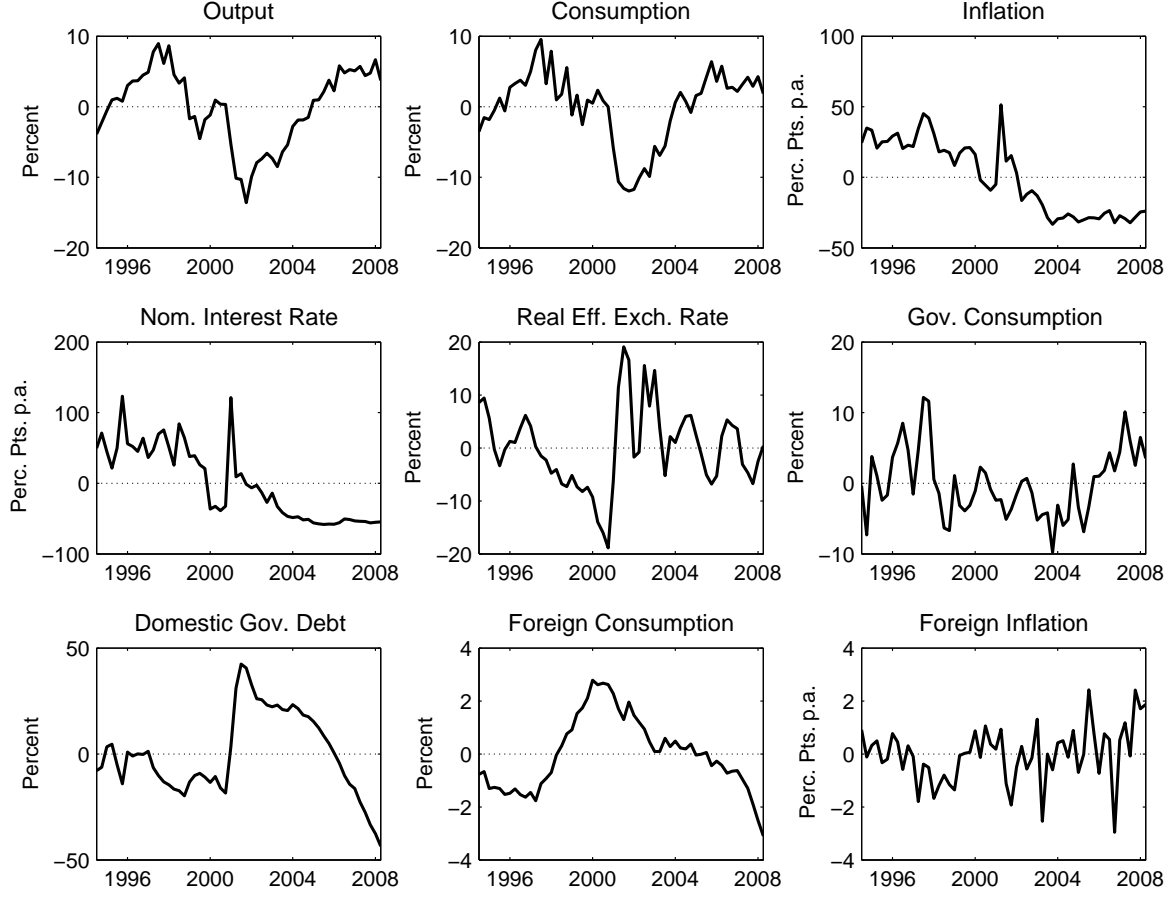 Output
Percent
10
0
−10
−20
1996 2000 2004 2008
Consumption
Percent
10
0
−10
−20
1996 2000 2004 2008
Inflation
Perc. Pts. p.a.
100
50
0
−50
1996 2000 2004 2008
Nom. Interest Rate
Perc. Pts. p.a.
200
100
0
−100
1996 2000 2004 2008
Real Eff. Exch. Rate
Percent
20
10
0
−10
−20
1996 2000 2004 2008
Gov. Consumption
Percent
20
10
0
−10
1996 2000 2004 2008
Domestic Gov. Debt
Percent
50
0
−50
1996 2000 2004 2008
Foreign Consumption
Percent
4
2
0
−2
−4
1996 2000 2004 2008
Foreign Inflation
Perc. Pts. p.a.
4
2
0
−2
−4
1996 2000 2004 2008